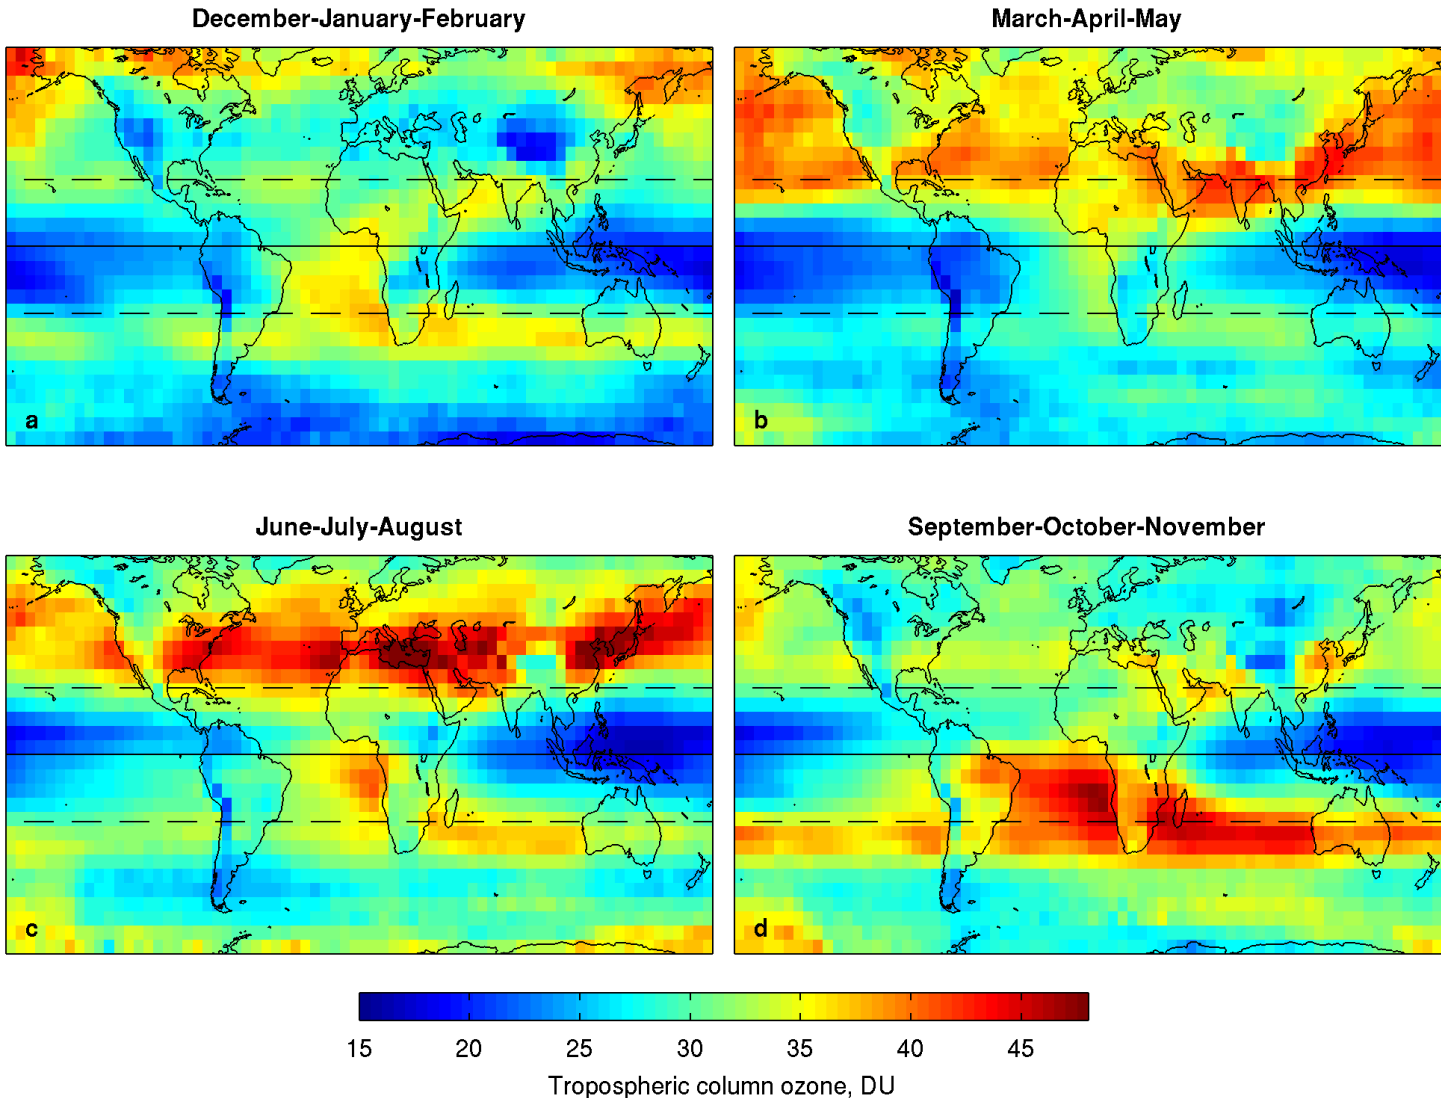 December-January-February
March-April-May
a
b
June-July-August
September-October-November
c
d
15 20 25 30 35 40 45
Tropospheric column ozone, DU